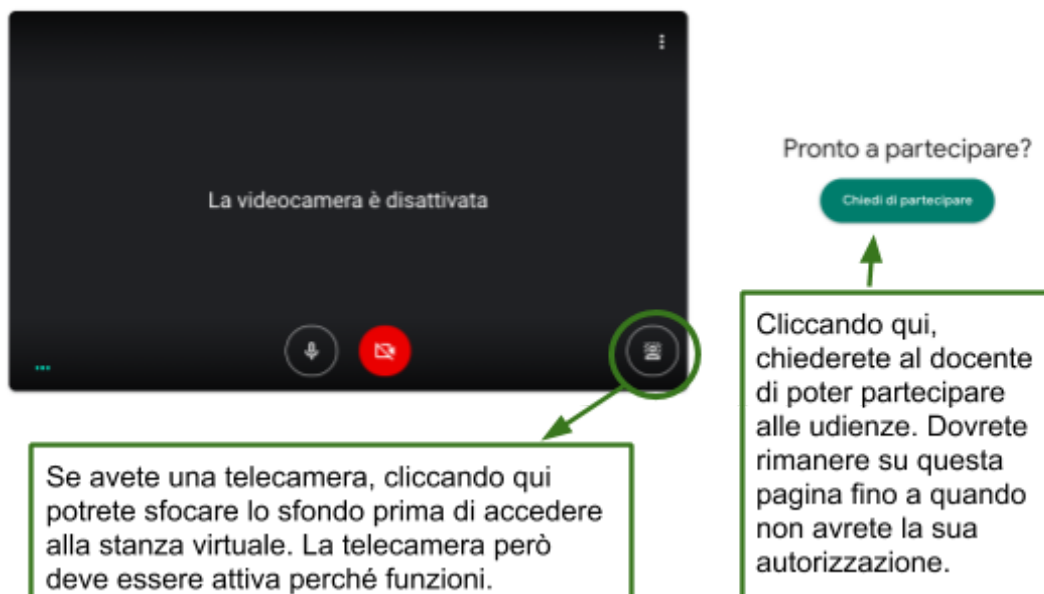 La videocamera è disattivata
Pronto a partecipare?
Chiedi di partecipare
Se avete una telecamera, cliccando qui
potrete sfocare lo sfondo prima di accedere
alla stanza virtuale. La telecamera però
deve essere attiva perché funzioni.
Cliccando qui,
chiederete al docente
di poter partecipare
alle udienze. Dovrete
rimanere su questa
pagina fino a quando
non avrete la sua
autorizzazione.